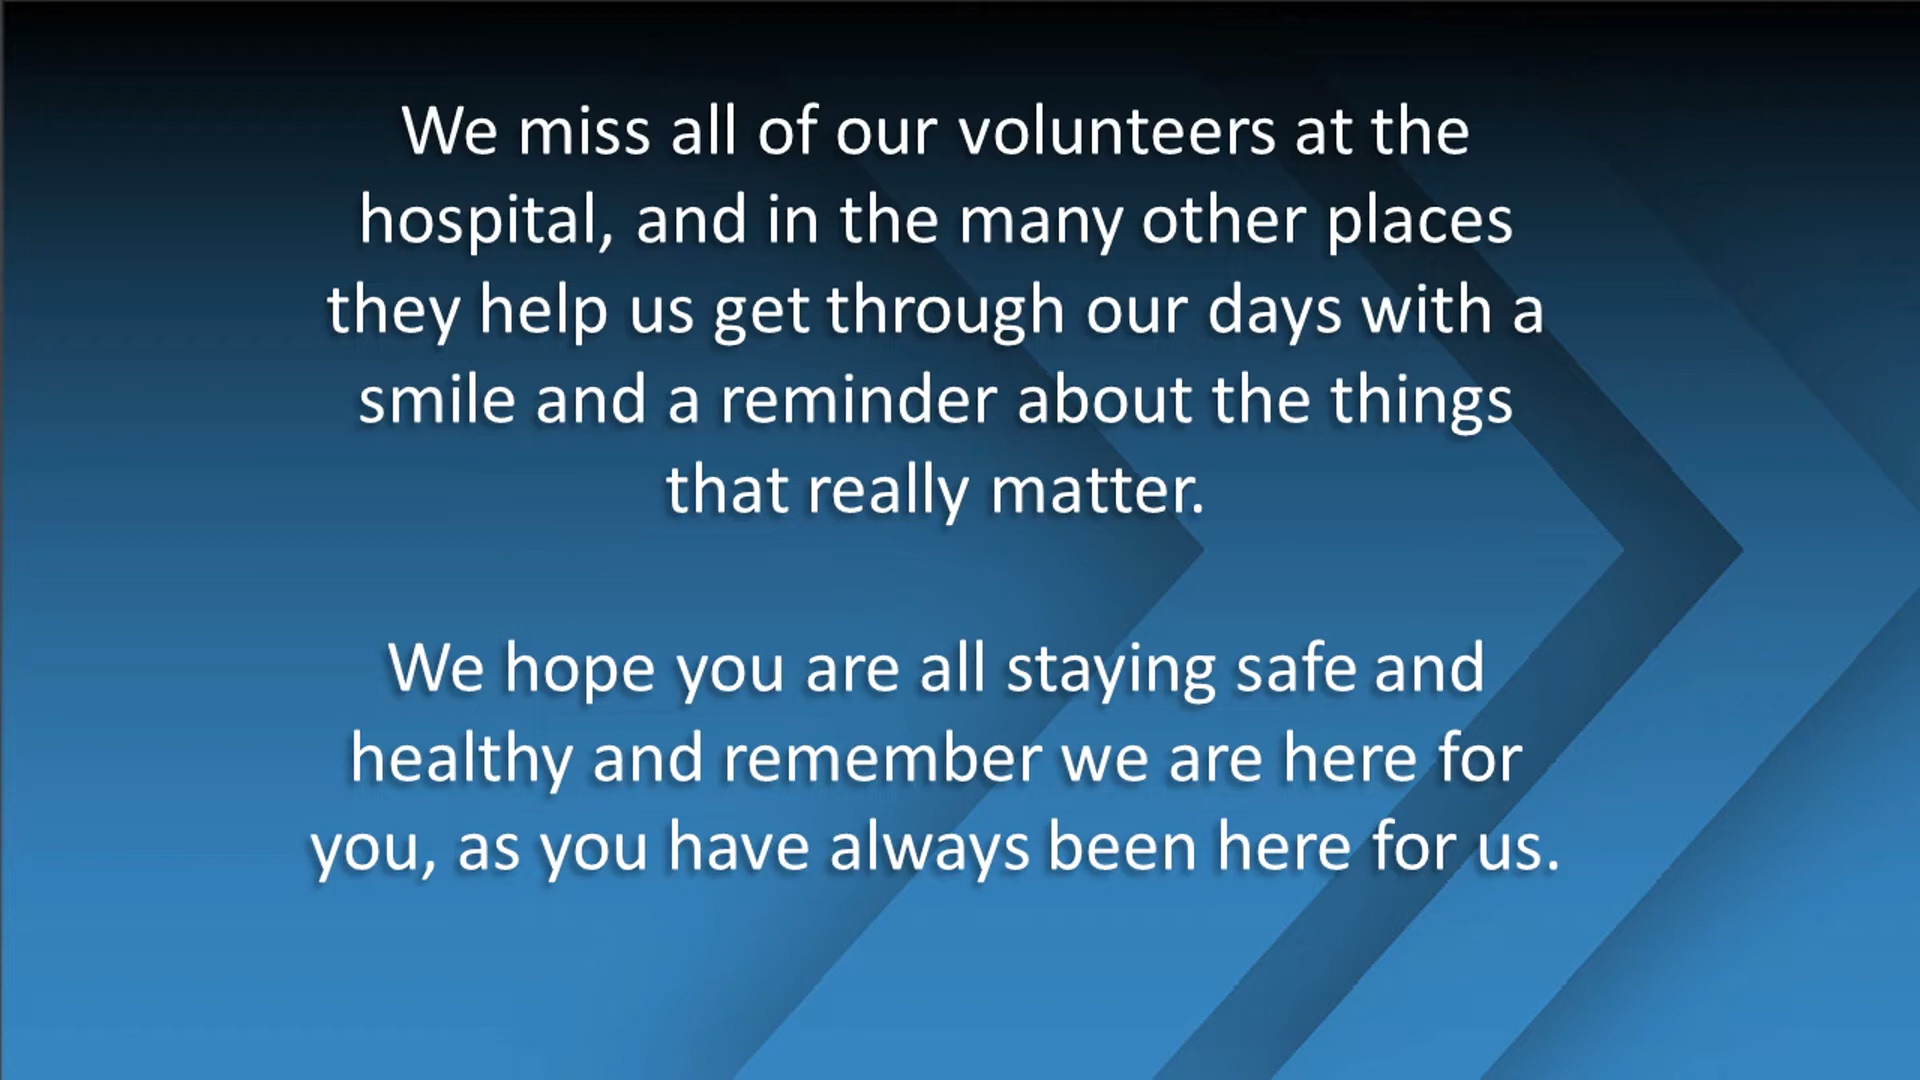 We miss all of our volunteers at the
hospital, and in the many other places
they help us get through our days with a
smile and a reminder about the things
that really matter.
We hope you are all staying safe and
healthy and remember we are here for
you, as you have always been here for us.